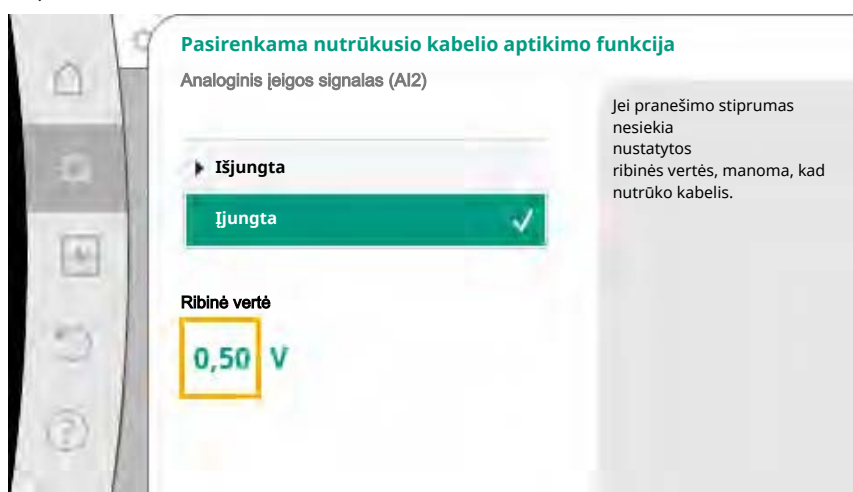 Pasirenkama nutrūkusio kabelio aptikimo funkcija
Analoginis įeigos signalas (AI2)
Išjungta
Įjungta
Ribinė vertė
0,50 V
Jei pranešimo stiprumas
nesiekia
nustatytos
ribinės vertės, manoma, kad
nutrūko kabelis.